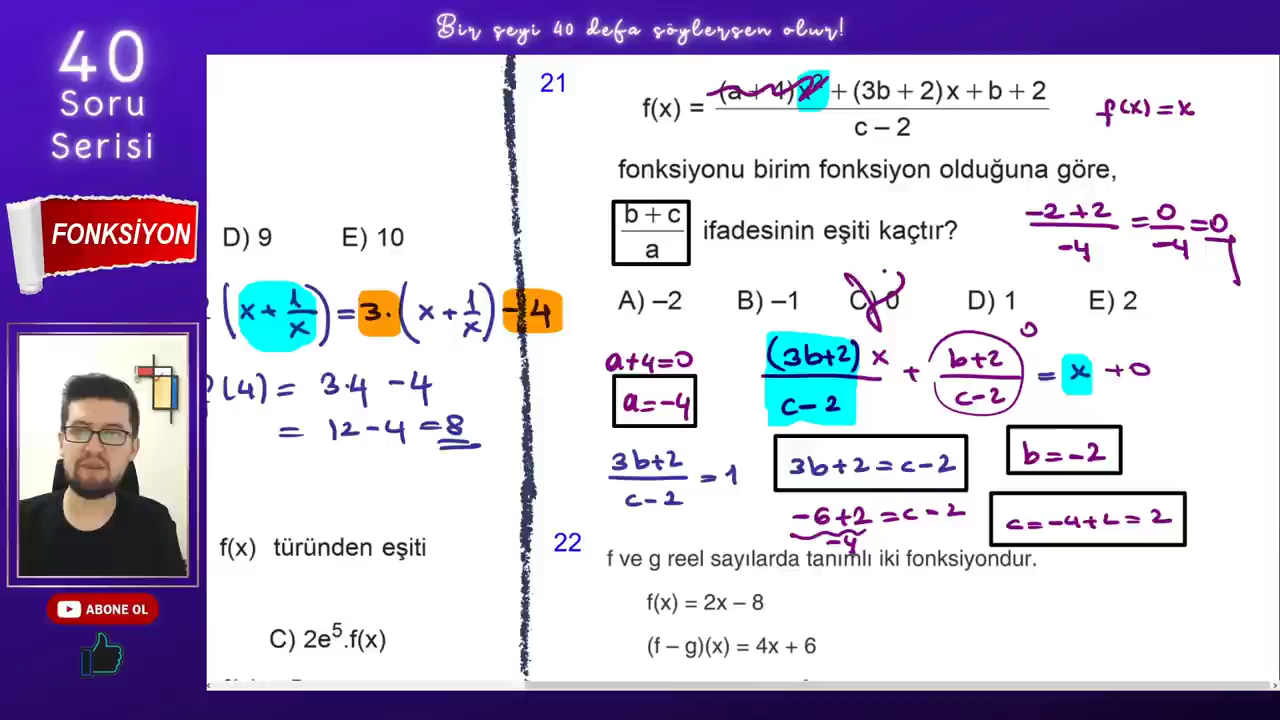 Bir şeyi 40 defa söylersen olur!
40
Soru
Serisi
FONKSİYON
ABONE OL
D) 9 E) 10
(x + 1/x) = 3·(x + 1/x) - 4
(4) = 3·4 - 4
= 12 - 4 = 8
f(x) türünden eşiti
C) 2e⁵.f(x)
21
f(x) = ((a + 4)x² + (3b + 2)x + b + 2)/(c – 2)
f(x) = x
fonksiyonu birim fonksiyon olduğuna göre,
(b + c)/a ifadesinin eşiti kaçtır?
(-2+2)/-4 = 0/-4 = 0
A) –2 B) –1 C) 0 D) 1 E) 2
a+4=0
a=-4
(3b+2)x/(c-2) + (b+2)/(c-2) = x + 0
0
(3b+2)/(c-2) = 1
3b+2 = c-2
-6+2 = c-2
-4
b = -2
22
f ve g reel sayılarda tanımlı iki fonksiyondur.
f(x) = 2x – 8
(f – g)(x) = 4x + 6